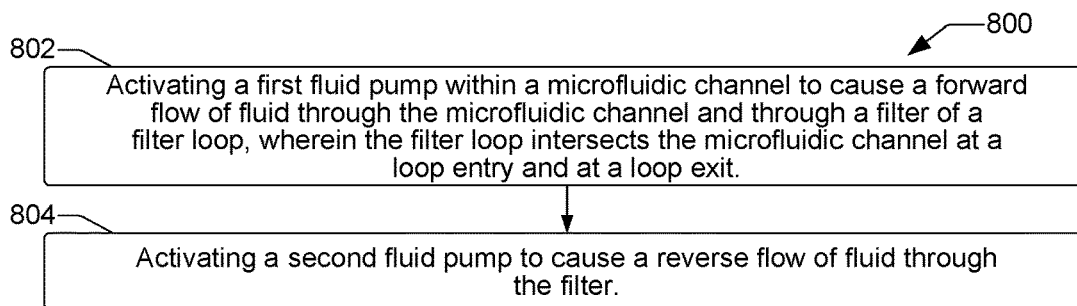 800
802
Activating a first fluid pump within a microfluidic channel to cause a forward
flow of fluid through the microfluidic channel and through a filter of a
filter loop, wherein the filter loop intersects the microfluidic channel at a
loop entry and at a loop exit.
804
Activating a second fluid pump to cause a reverse flow of fluid through
the filter.